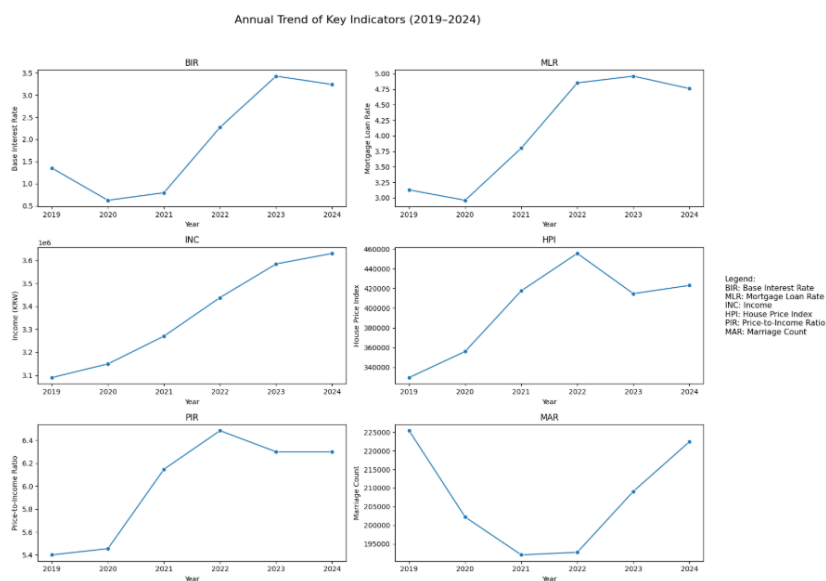 Annual Trend of Key Indicators (2019–2024)
BIR
3.5
3.0
2.5
2.0
1.5
1.0
0.5
Base Interest Rate
2019 2020 2021 2022 2023 2024
Year
MLR
5.00
4.75
4.50
4.25
4.00
3.75
3.50
3.25
3.00
Mortgage Loan Rate
2019 2020 2021 2022 2023 2024
Year
INC
1e6
3.6
3.5
3.4
3.3
3.2
3.1
Income (KRW)
2019 2020 2021 2022 2023 2024
Year
HPI
460000
440000
420000
400000
380000
360000
340000
House Price Index
2019 2020 2021 2022 2023 2024
Year
Legend:
BIR: Base Interest Rate
MLR: Mortgage Loan Rate
INC: Income
HPI: House Price Index
PIR: Price-to-Income Ratio
MAR: Marriage Count
PIR
6.4
6.2
6.0
5.8
5.6
5.4
Price-to-Income Ratio
2019 2020 2021 2022 2023 2024
Year
MAR
225000
220000
215000
210000
205000
200000
195000
Marriage Count
2019 2020 2021 2022 2023 2024
Year